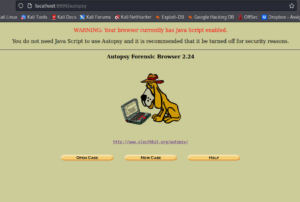 localhost:9999/autopsy
Kali Linux Kali Tools Kali Docs Kali Forums Kali NetHunter Exploit-DB Google Hacking DB OffSec Dropbox
WARNING: Your browser currently has Java Script enabled.
You do not need Java Script to use Autopsy and it is recommended that it be turned off for security reasons.
Autopsy Forensic Browser 2.24
http://www.sleuthkit.org/autopsy/
OPEN CASE NEW CASE HELP